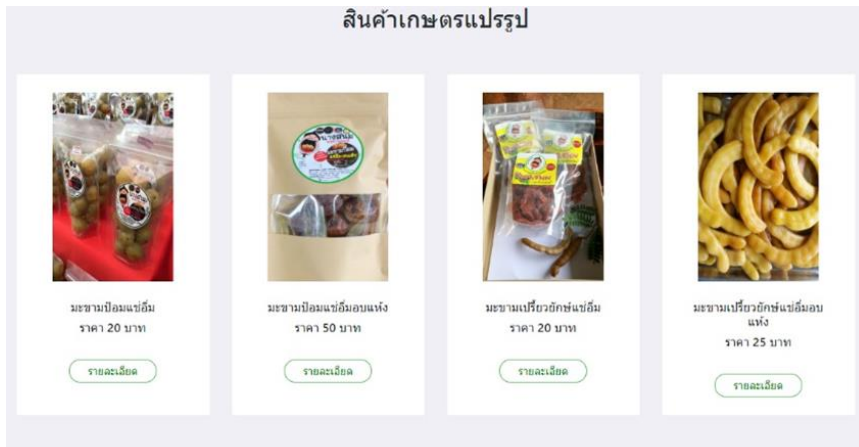 สินค้าเกษตรแปรรูป
มะขามป้อมแช่อิ่ม
ราคา 20 บาท
รายละเอียด
มะขามป้อมแช่อิ่มอบแห้ง
ราคา 50 บาท
รายละเอียด
มะขามเปรี้ยวยักษ์แช่อิ่ม
ราคา 20 บาท
รายละเอียด
มะขามเปรี้ยวยักษ์แช่อิ่มอบ
แห้ง
ราคา 25 บาท
รายละเอียด